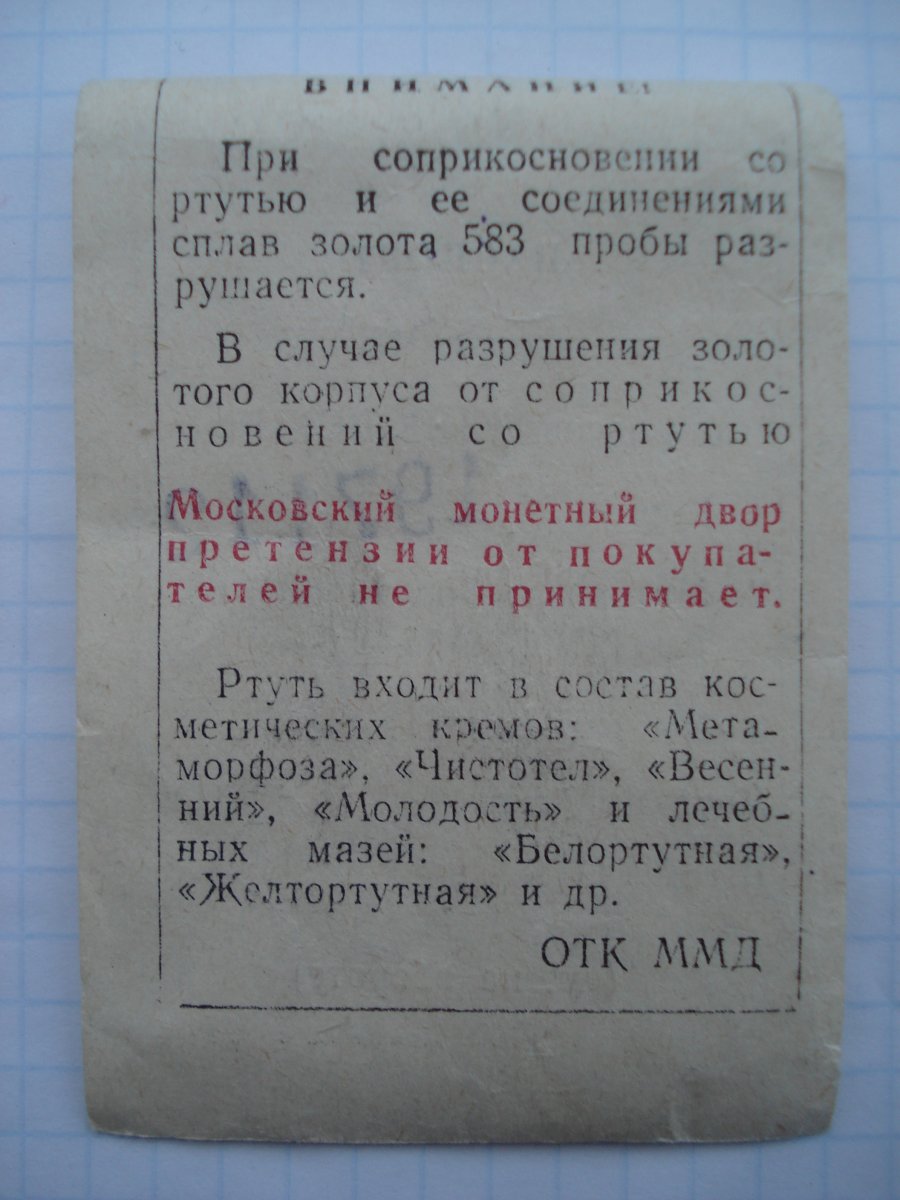 ВНИМАНИЕ!
При соприкосновении со
ртутью и ее соединениями
сплав золота 583 пробы раз-
рушается.
В случае разрушения золо-
того корпуса от соприкос-
новений со ртутью
Московский монетный двор
претензии от покупа-
телей не принимает.
Ртуть входит в состав кос-
метических кремов: «Мета-
морфоза», «Чистотел», «Весен-
ний», «Молодость» и лечеб-
ных мазей: «Белортутная»,
«Желтортутная» и др.
ОТК ММД